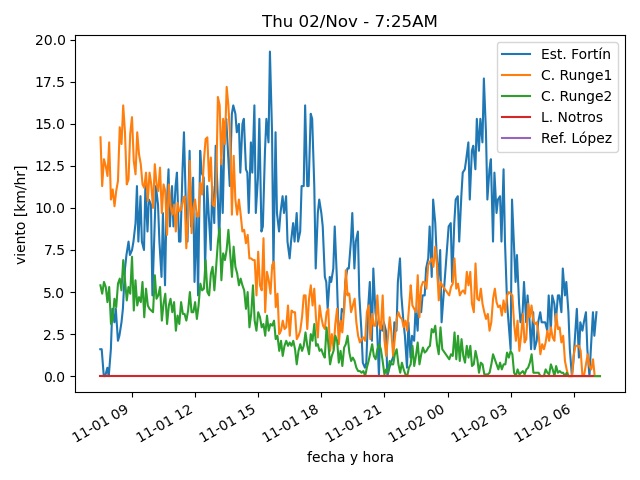 Thu 02/Nov - 7:25AM
Est. Fortín
C. Runge1
C. Runge2
L. Notros
Ref. López
viento [km/hr]
20.0
17.5
15.0
12.5
10.0
7.5
5.0
2.5
0.0
11-01 09
11-01 12
11-01 15
11-01 18
11-01 21
11-02 00
11-02 03
11-02 06
fecha y hora